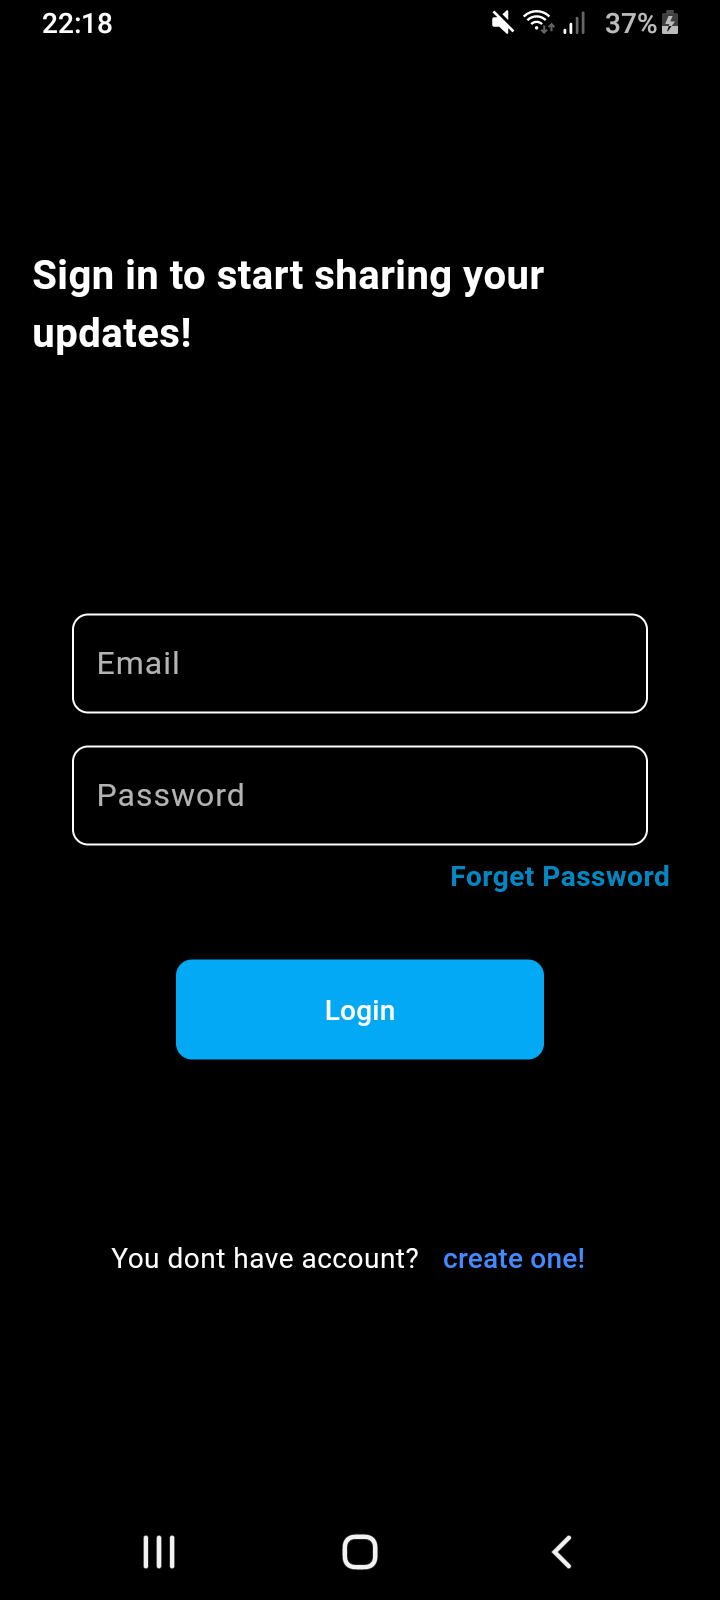 22:18 37%
Sign in to start sharing your
updates!
Email
Password
Forget Password
Login
You dont have account? create one!